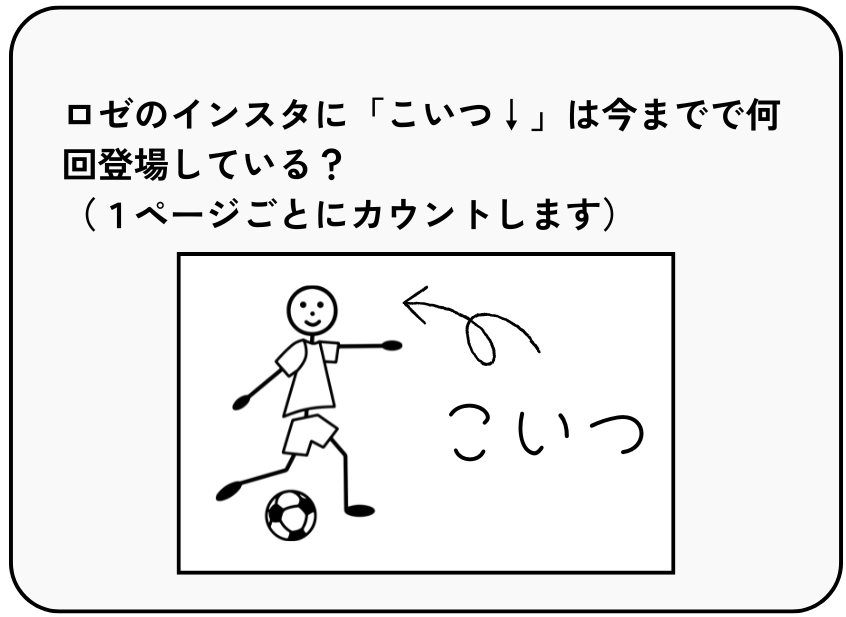 ロゼのインスタに「こいつ↓」は今までで何
回登場している？
（１ページごとにカウントします）
こいつ